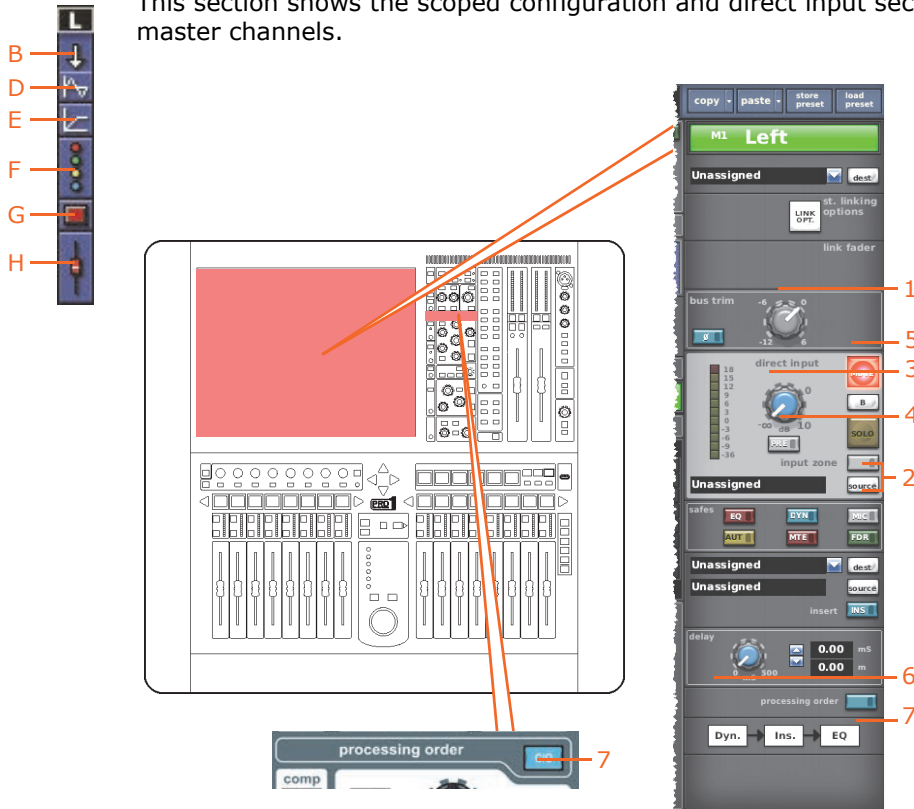 This section shows the scoped configuration and direct input sec
master channels.
L
B
D
E
F
G
H
copy
paste
store preset
load preset
M1 Left
Unassigned
dest
st. linking options
LINK OPT.
link fader
1
bus trim
-6
0
-12
6
ø
5
direct input
3
18
15
12
9
6
3
0
-3
-6
-9
-36
0
-∞
dB
10
4
B
PRE
SOLO
input zone
2
Unassigned
source
safes
EQ
DYN
MIC
AUT
MTE
FDR
Unassigned
dest
Unassigned
source
insert
INS
delay
0
500
0.00 mS
0.00 m
6
processing order
7
Dyn.
Ins.
EQ
PRO1
processing order
7
comp